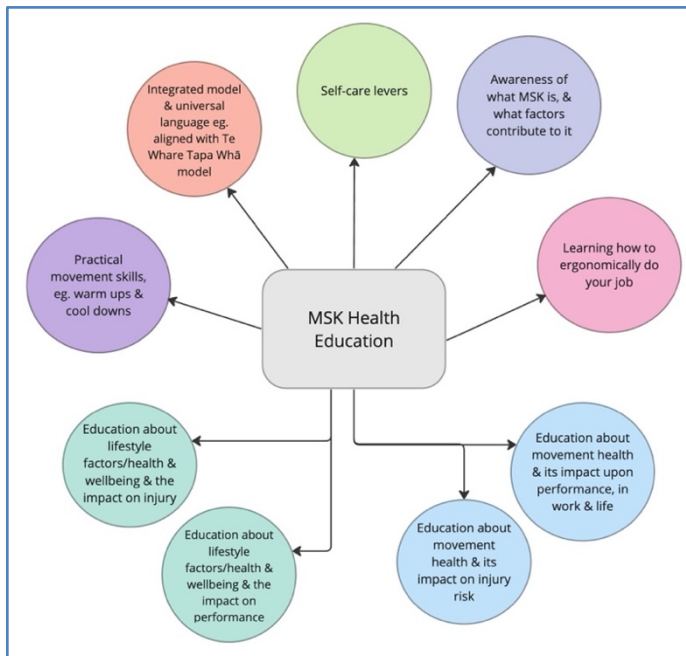 Integrated model
& universal
language eg.
aligned with Te
Whare Tapa Whā
model
Self-care levers
Awareness of
what MSK is, &
what factors
contribute to it
Practical
movement skills,
eg. warm ups &
cool downs
MSK Health
Education
Learning how to
ergonomically do
your job
Education about
lifestyle
factors/health &
wellbeing & the
impact on injury
Education about
lifestyle
factors/health &
wellbeing & the
impact on
performance
Education about
movement
health & its
impact on injury
risk
Education about
movement health
& its impact upon
performance, in
work & life